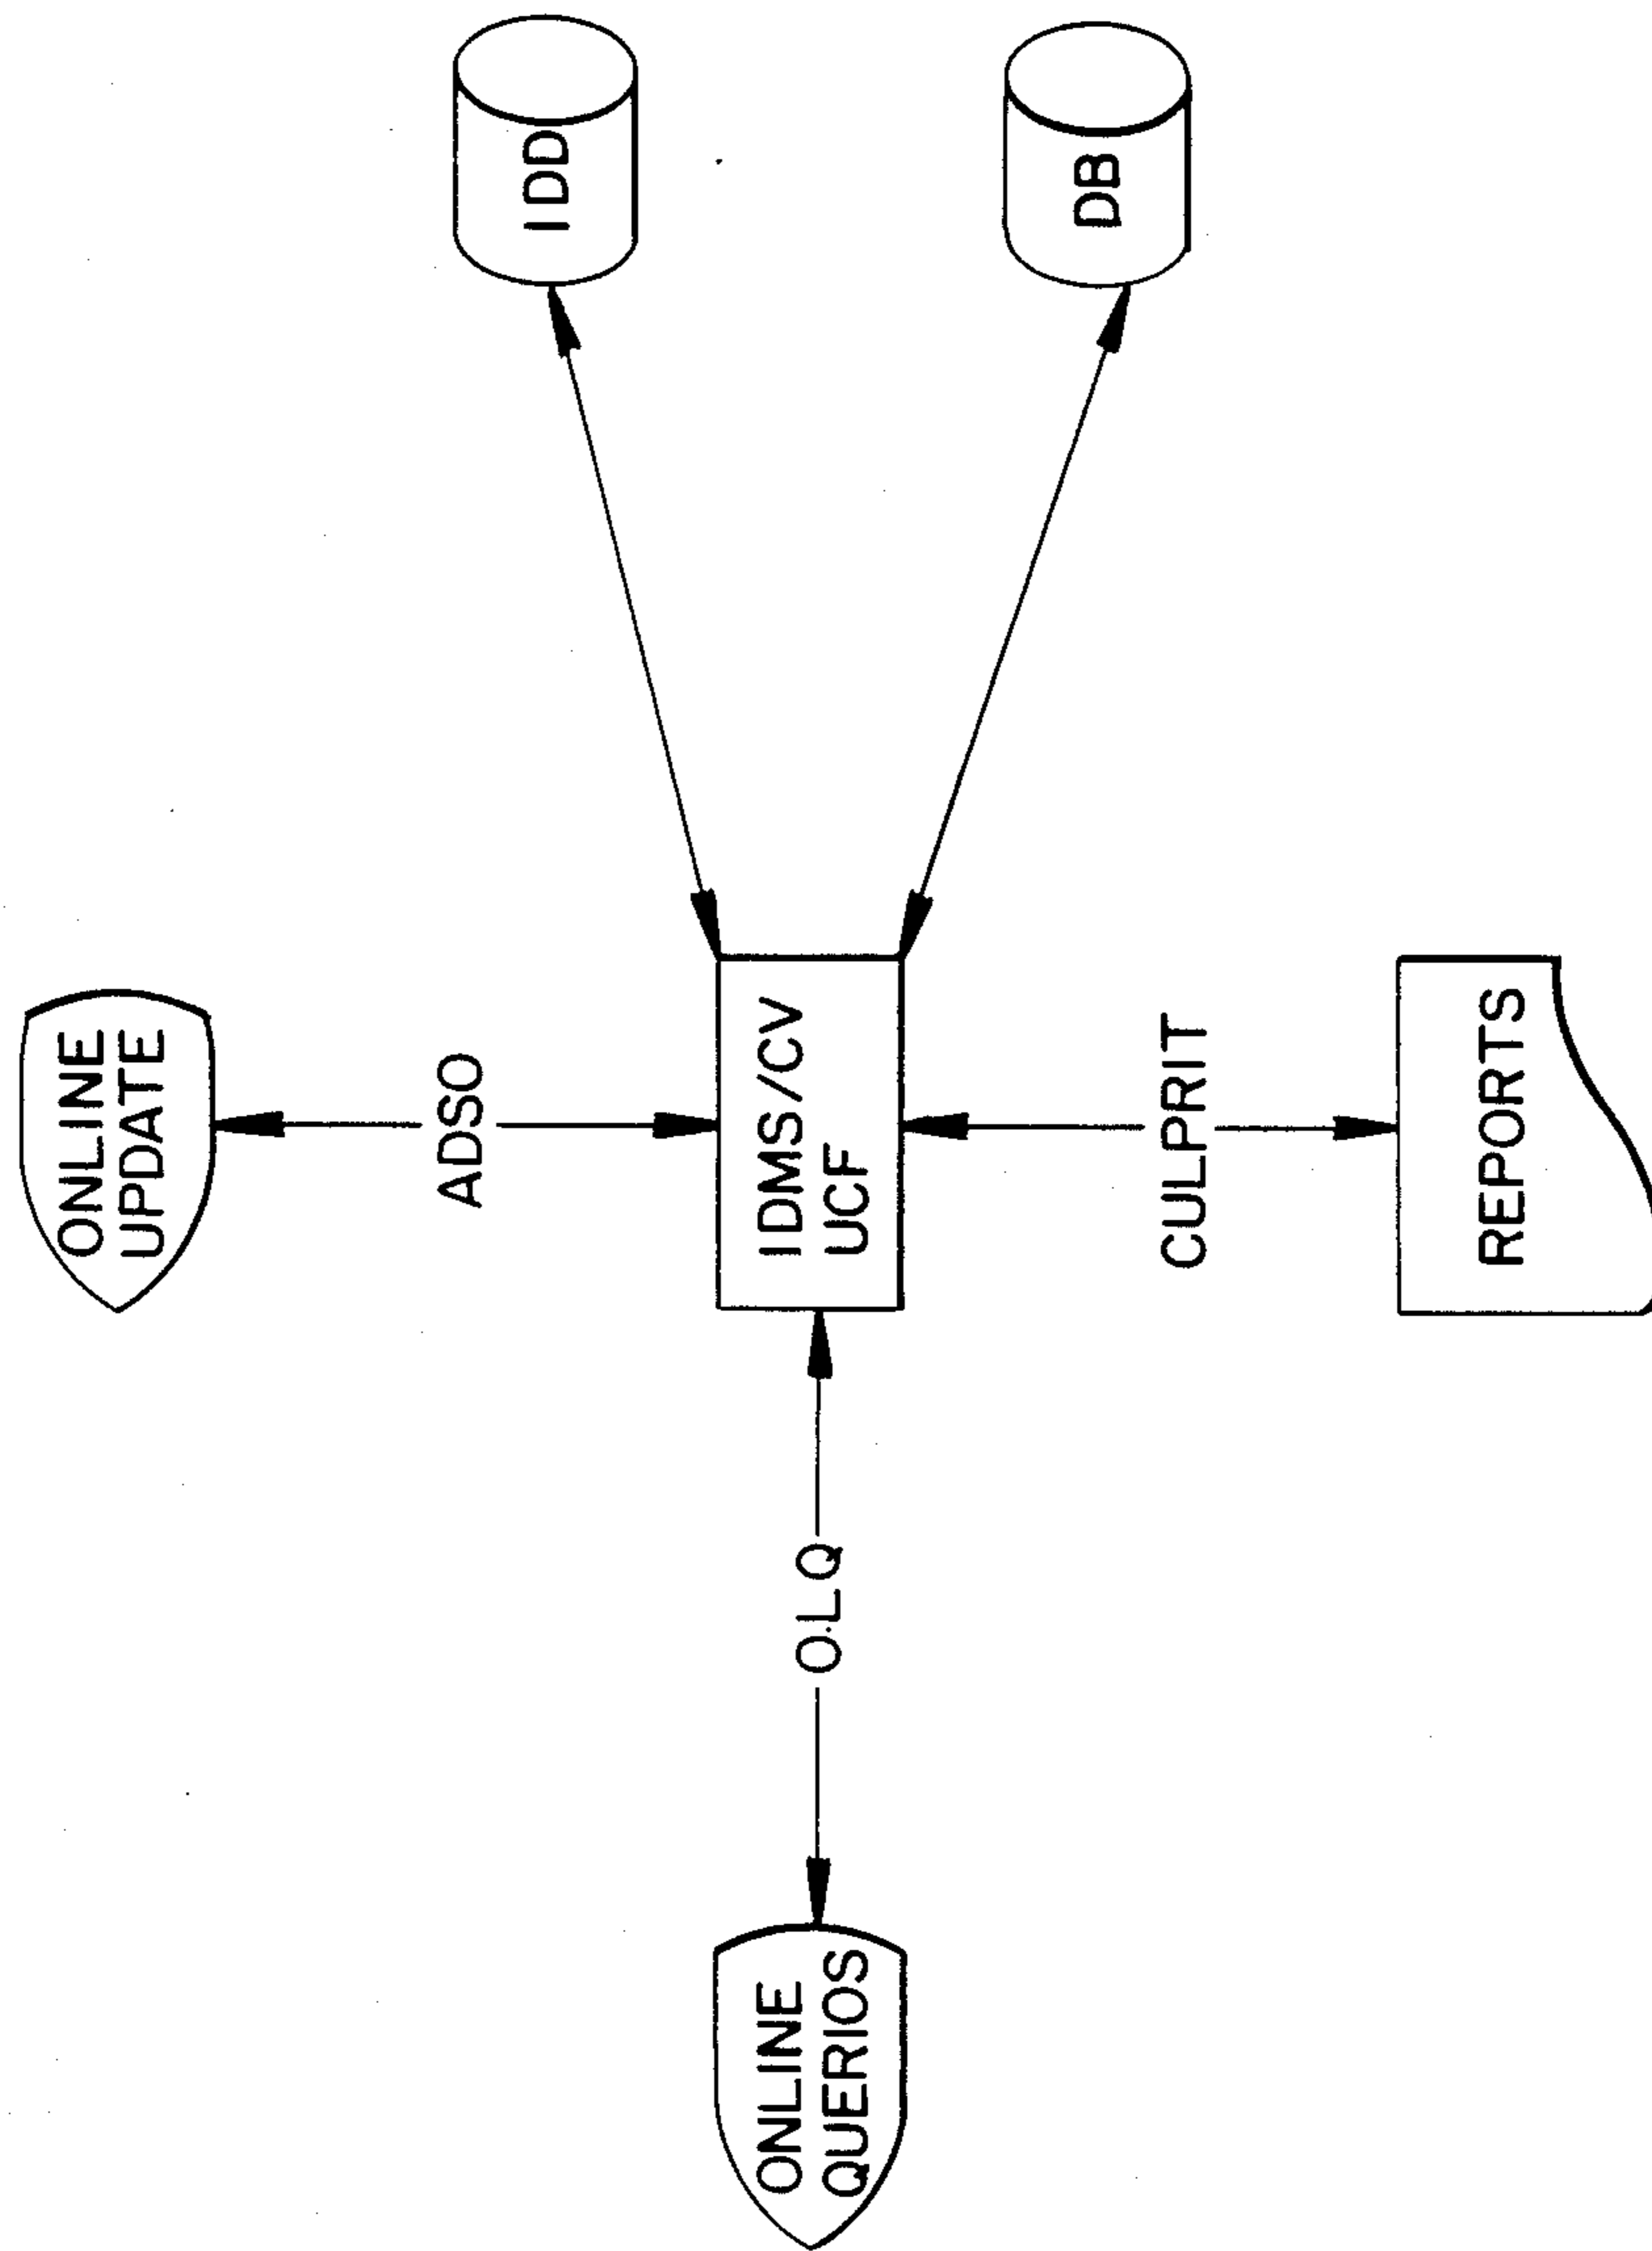 ONLINE
UPDATE
ADSO
IDD
ONLINE
QUERIOS
O.L.Q
IDMS/CV
UCF
DB
CULPRIT
REPORTS